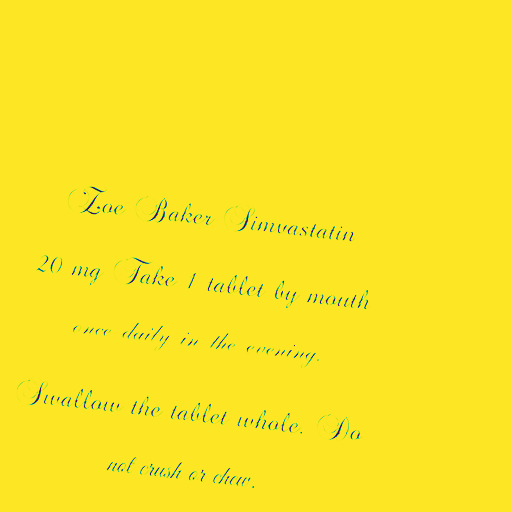 Zoe Baker Simvastatin
20 mg Take 1 tablet by mouth
once daily in the evening.
Swallow the tablet whole. Do
not crush or chew.